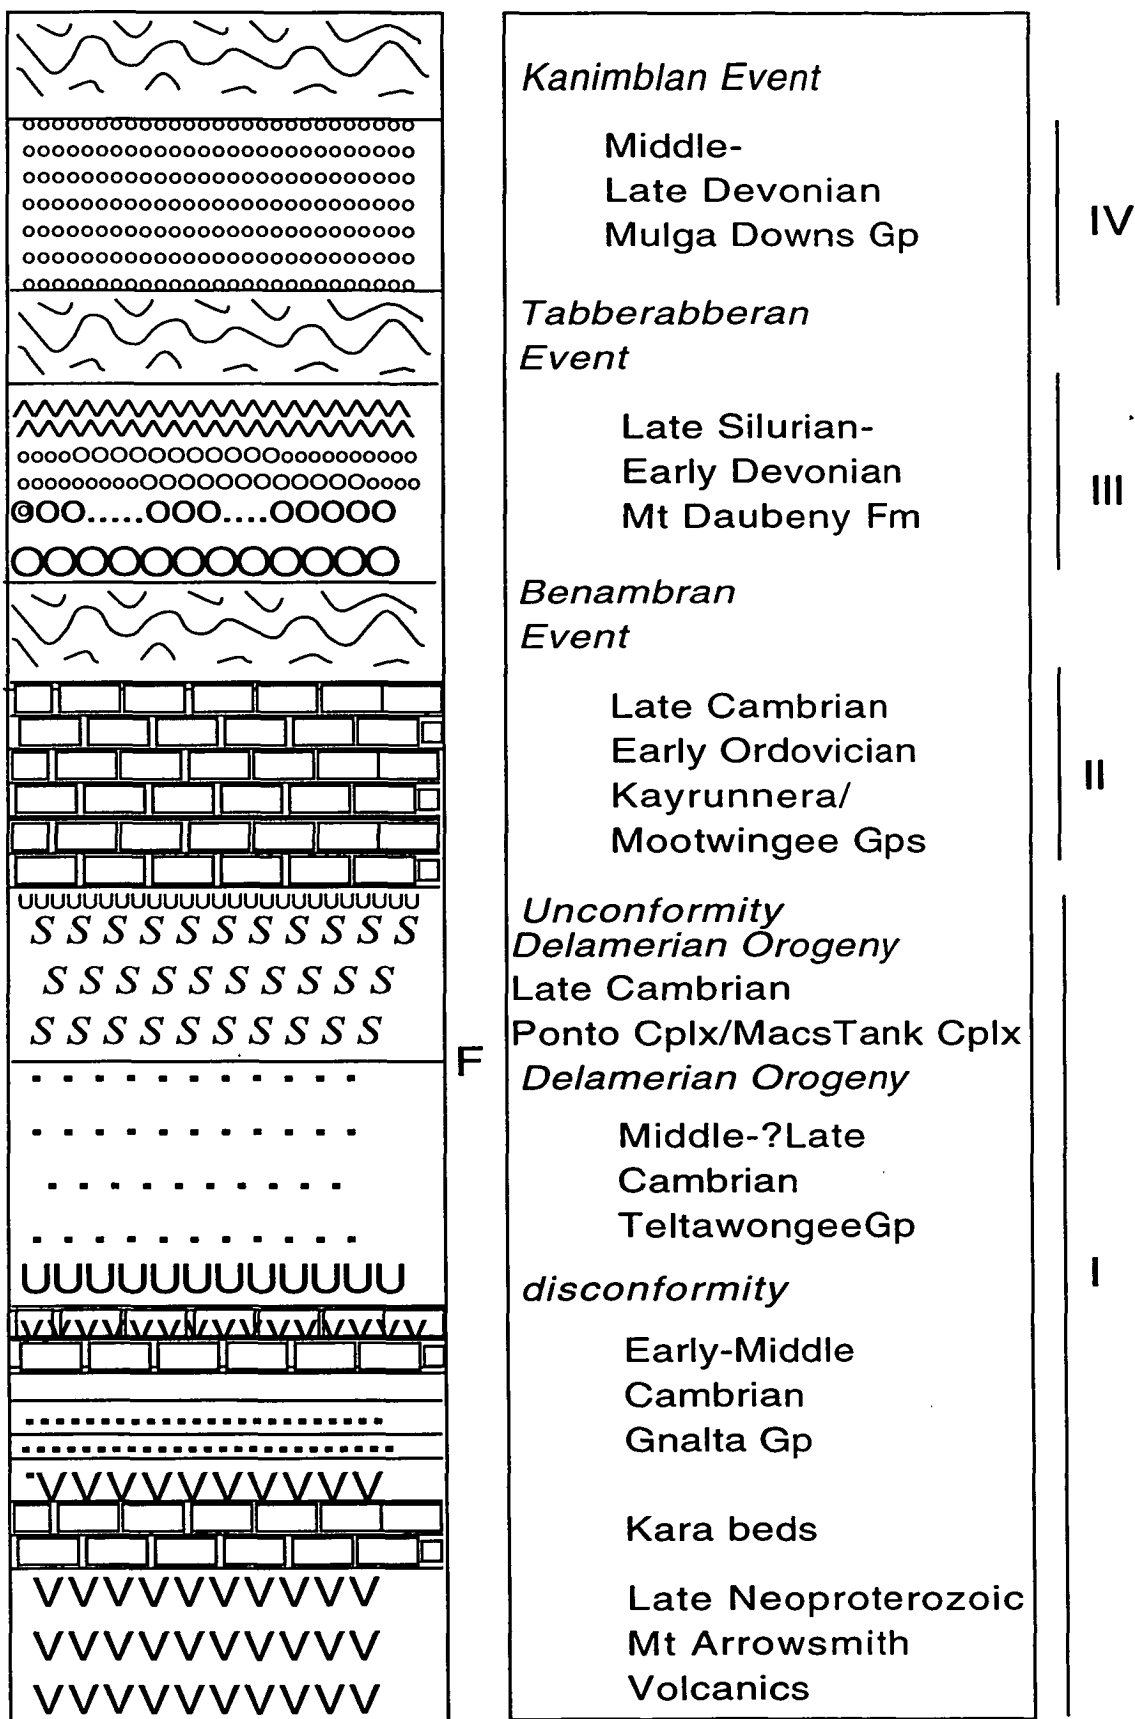 Kanimblan Event
Middle-
Late Devonian
Mulga Downs Gp
IV
Tabberabberan
Event
Late Silurian-
Early Devonian
Mt Daubeny Fm
III
Benambran
Event
Late Cambrian
Early Ordovician
Kayrunnera/
Mootwingee Gps
II
Unconformity
Delamerian Orogeny
Late Cambrian
Ponto Cplx/MacsTank Cplx
F
Delamerian Orogeny
Middle-?Late
Cambrian
TeltawongeeGp
disconformity
I
Early-Middle
Cambrian
Gnalta Gp
Kara beds
Late Neoproterozoic
Mt Arrowsmith
Volcanics